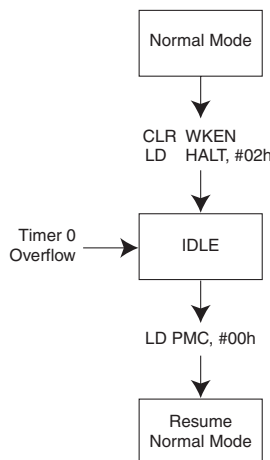 Normal Mode
CLR WKEN
LD HALT, #02h
Timer 0
Overflow
IDLE
LD PMC, #00h
Resume
Normal Mode